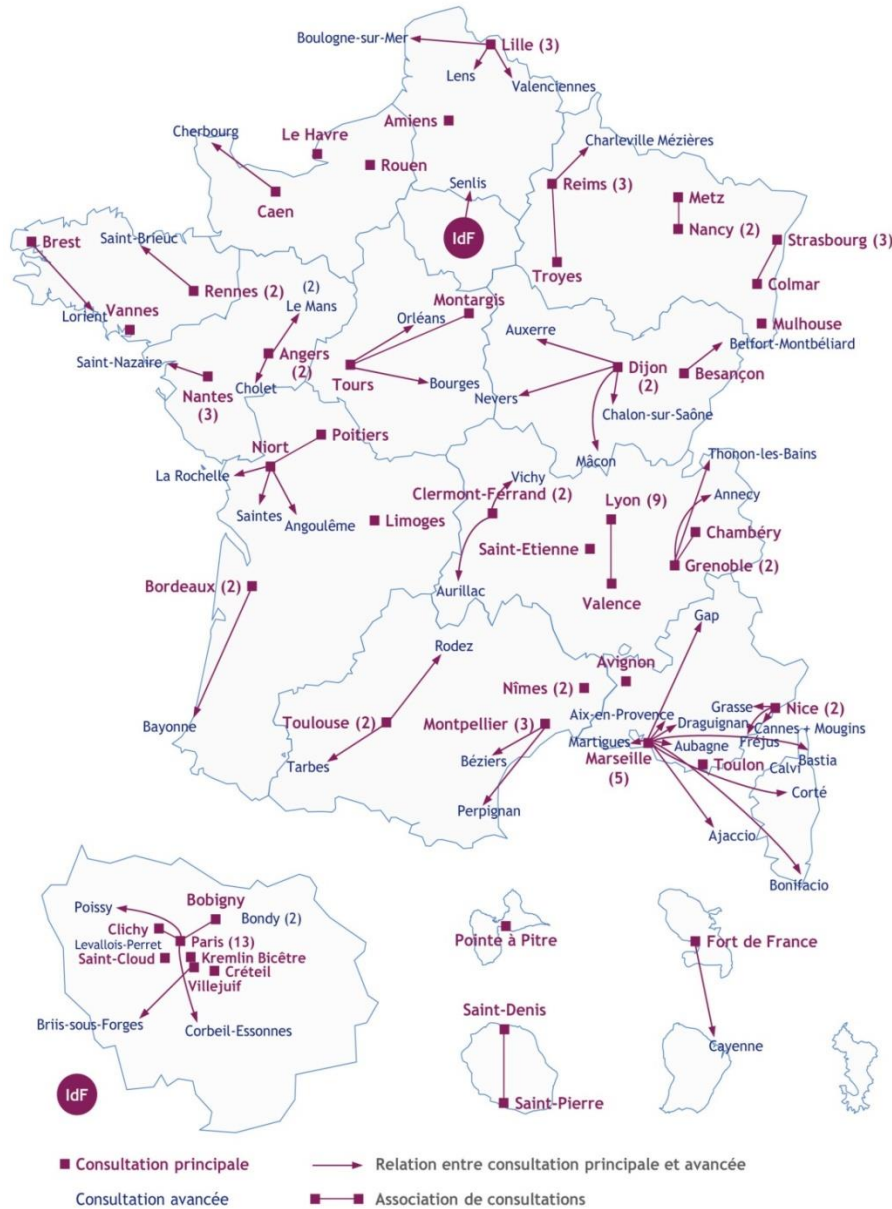 Boulogne-sur-Mer
Lille (3)
Lens
Valenciennes
Amiens
Cherbourg
Le Havre
Charleville Mézières
Rouen
Senlis
Reims (3)
Metz
Caen
IdF
Nancy (2)
Brest
Saint-Brieuc
Strasbourg (3)
Troyes
Colmar
Rennes (2)
(2)
Le Mans
Montargis
Lorient
Vannes
Orléans
Auxerre
Mulhouse
Belfort-Montbéliard
Saint-Nazaire
Angers
(2)
Dijon
(2)
Besançon
Cholet
Tours
Bourges
Nantes
(3)
Nevers
Chalon-sur-Saône
Niort
Poitiers
Mâcon
Thonon-les-Bains
La Rochelle
Vichy
Clermont-Ferrand (2)
Lyon (9)
Annecy
Saintes
Angoulême
Limoges
Chambéry
Saint-Etienne
Grenoble (2)
Bordeaux (2)
Aurillac
Valence
Gap
Rodez
Avignon
Nîmes (2)
Grasse
Nice (2)
Bayonne
Toulouse (2)
Montpellier (3)
Aix-en-Provence
Draguignan
Cannes + Mougins
Martigues
Aubagne
Fréjus
Tarbes
Béziers
Marseille
(5)
Toulon
Calvi
Bastia
Corté
Perpignan
Ajaccio
Bonifacio
Poissy
Bobigny
Bondy (2)
Clichy
Levallois-Perret
Paris (13)
Saint-Cloud
Kremlin Bicêtre
Créteil
Villejuif
Briis-sous-Forges
Corbeil-Essonnes
IdF
Pointe à Pitre
Fort de France
Saint-Denis
Cayenne
Saint-Pierre
Consultation principale
Relation entre consultation principale et avancée
Consultation avancée
Association de consultations